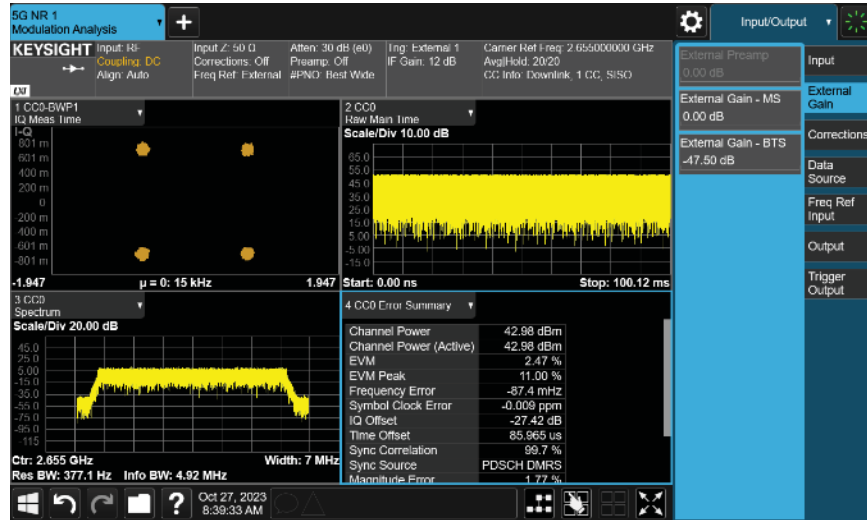 5G NR 1
Modulation Analysis
Input/Output
KEYSIGHT
Input: RF
Coupling: DC
Align: Auto
Input Z: 50 Ω
Corrections: Off
Freq Ref: External
Atten: 30 dB (e0)
Preamp: Off
#PNO: Best Wide
Trig: External 1
IF Gain: 12 dB
Carrier Ref Freq: 2.655000000 GHz
Avg|Hold: 20/20
CC Info: Downlink, 1 CC, SISO
LXI
1 CC0-BWP1
IQ Meas Time
I-Q
801 m
601 m
400 m
200 m
0
-200 m
-400 m
-601 m
-801 m
-1.947
µ = 0: 15 kHz
1.947
2 CC0
Raw Main Time
Scale/Div 10.00 dB
65.0
55.0
45.0
35.0
25.0
15.0
5.00
-5.00
-15.0
Start: 0.00 ns
Stop: 100.12 ms
3 CC0
Spectrum
Scale/Div 20.00 dB
45.0
25.0
5.00
-15.0
-35.0
-55.0
-75.0
-95.0
-115
Ctr: 2.655 GHz
Width: 7 MHz
Res BW: 377.1 Hz Info BW: 4.92 MHz
4 CC0 Error Summary
Channel Power 42.98 dBm
Channel Power (Active) 42.98 dBm
EVM 2.47 %
EVM Peak 11.00 %
Frequency Error -87.4 mHz
Symbol Clock Error -0.009 ppm
IQ Offset -27.42 dB
Time Offset 85.965 us
Sync Correlation 99.7 %
Sync Source PDSCH DMRS
Magnitude Error 1.77 %
External Preamp
0.00 dB
External Gain - MS
0.00 dB
External Gain - BTS
-47.50 dB
Input
External
Gain
Corrections
Data
Source
Freq Ref
Input
Output
Trigger
Output
?
Oct 27, 2023
8:39:33 AM